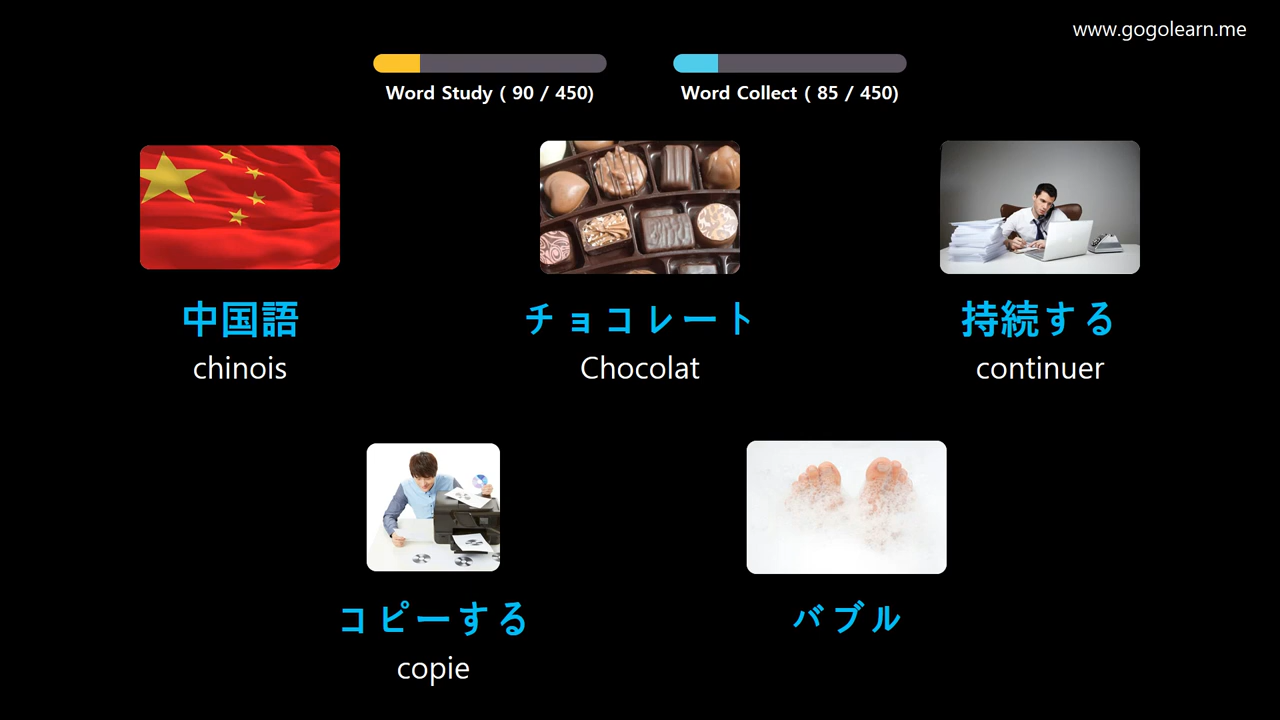 www.gogolearn.me
Word Study ( 90 / 450)
Word Collect ( 85 / 450)
中国語
chinois
チョコレート
Chocolat
持続する
continuer
コピーする
copie
バブル